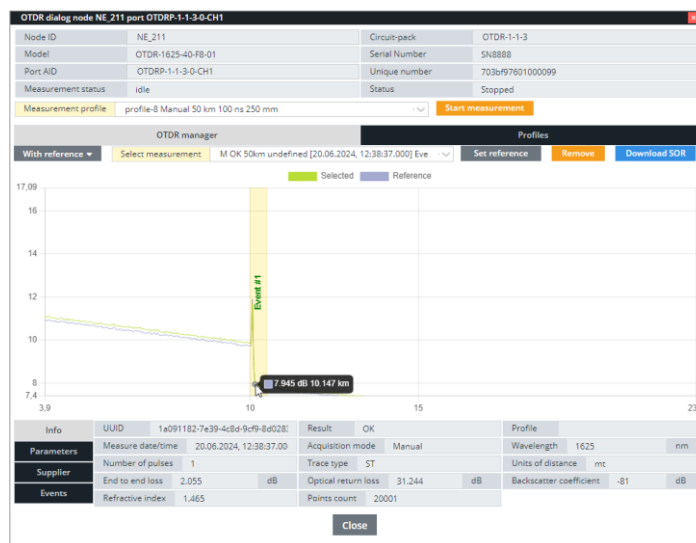 OTDR dialog node NE_211 port OTDRP-1-1-3-0-CH1 x
Node ID NE_211 Circuit-pack OTDR-1-1-3
Model OTDR-1625-40-F8-01 Serial Number SN8888
Port AID OTDRP-1-1-3-0-CH1 Unique number 703bf97601000099
Measurement status idle Status Stopped
Measurement profile profile-8 Manual 50 km 100 ns 250 mm Start measurement
OTDR manager Profiles
With reference Select measurement M OK 50km undefined [20.06.2024, 12:38:37.000] Eve Set reference Remove Download SOR
Selected Reference
17,09
16
14
12
10
8
7,4
Event #1
7.945 dB 10.147 km
3,9 10 15 23
Info UUID 1a091182-7e39-4c8d-9cf9-8d028 Result OK Profile
Parameters Measure date/time 20.06.2024, 12:38:37.00 Acquisition mode Manual Wavelength 1625 nm
Supplier Number of pulses 1 Trace type ST Units of distance mt
Events End to end loss 2.055 dB Optical return loss 31.244 dB Backscatter coefficient -81 dB
Refractive index 1.465 Points count 20001
Close